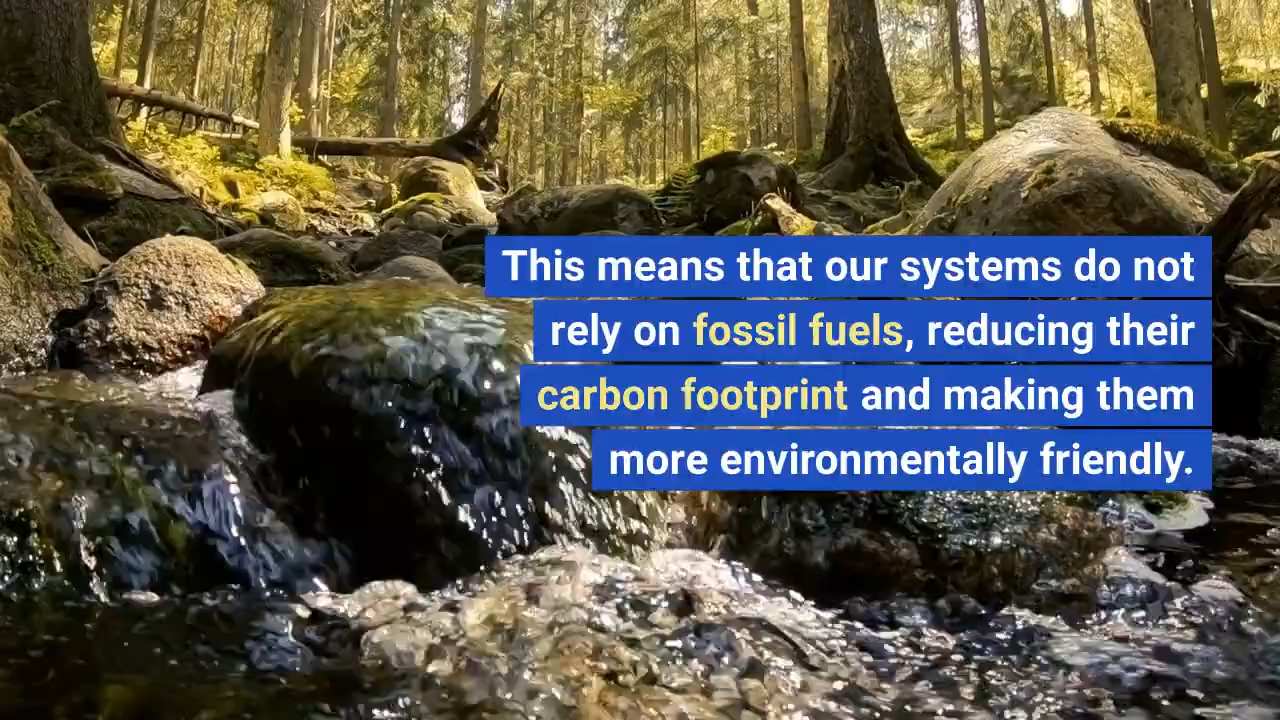 This means that our systems do not
rely on fossil fuels, reducing their
carbon footprint and making them
more environmentally friendly.